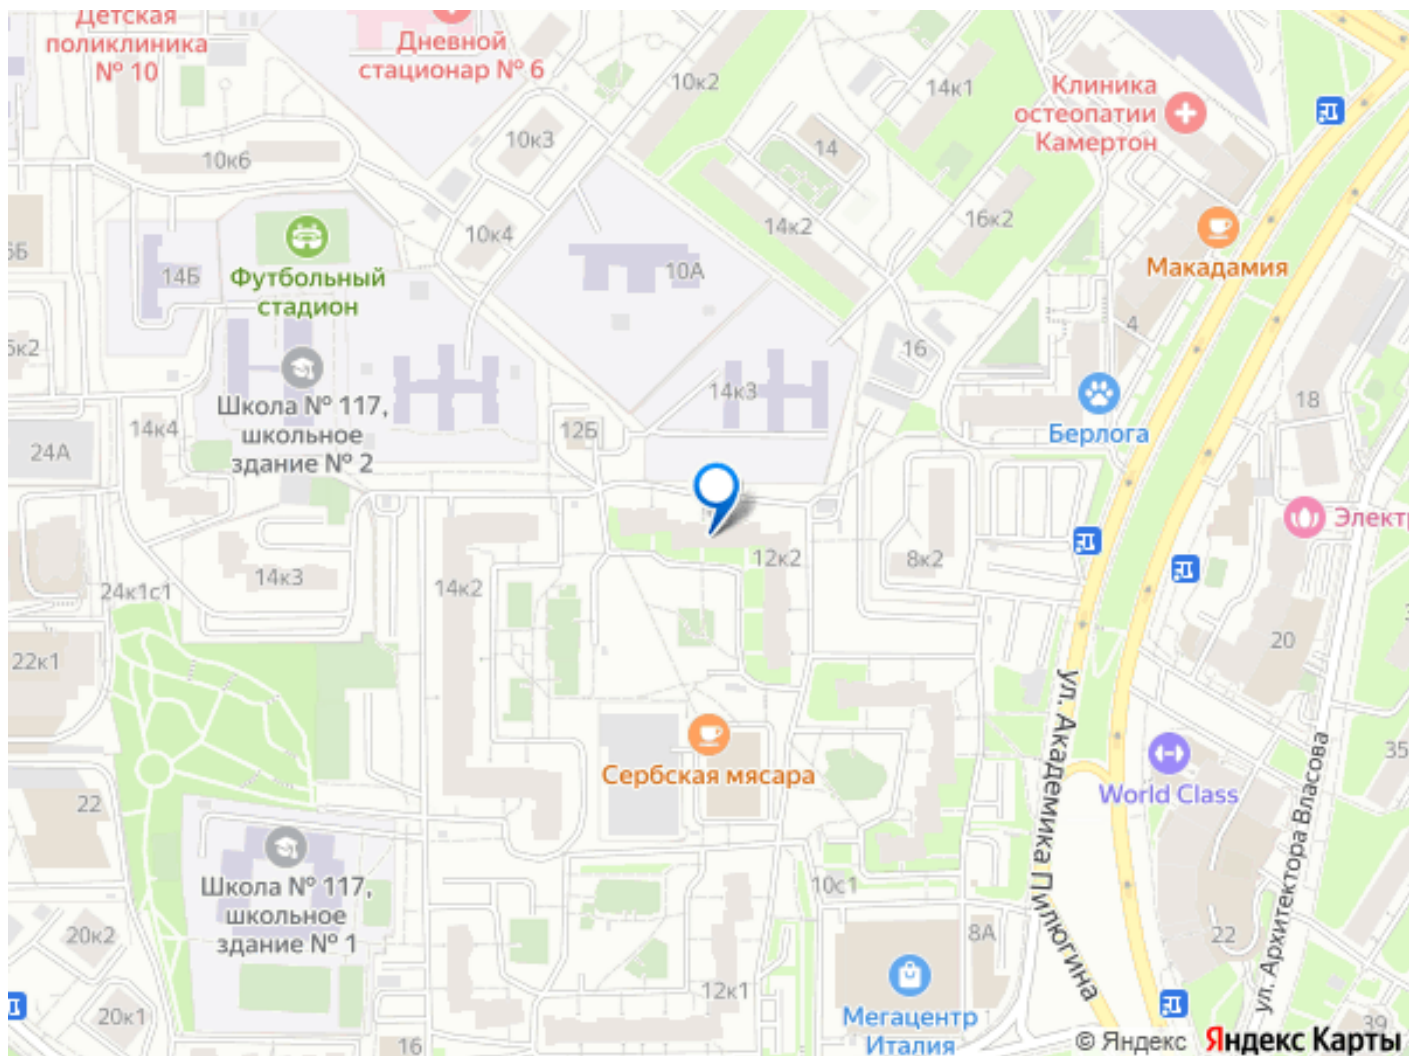 Детская
поликлиника
№ 10
Дневной
стационар № 6
10к2
14к1
Клиника
остеопатии
Камертон
10к3
14
10к6
16к2
14к2
10к4
Макадамия
14Б
10А
Футбольный
стадион
4
16
14к3
18
Школа № 117,
школьное
здание № 2
14к4
12Б
Берлога
24А
12к2
8к2
14к3
14к2
24к1с1
22к1
20
ул. Академика Пилюгина
Сербская мясара
World Class
ул. Архитектора Власова
35
22
Школа № 117,
школьное
здание № 1
10с1
20к2
8А
22
12к1
20к1
Мегацентр
Италия
16
39
© Яндекс Яндекс Карты